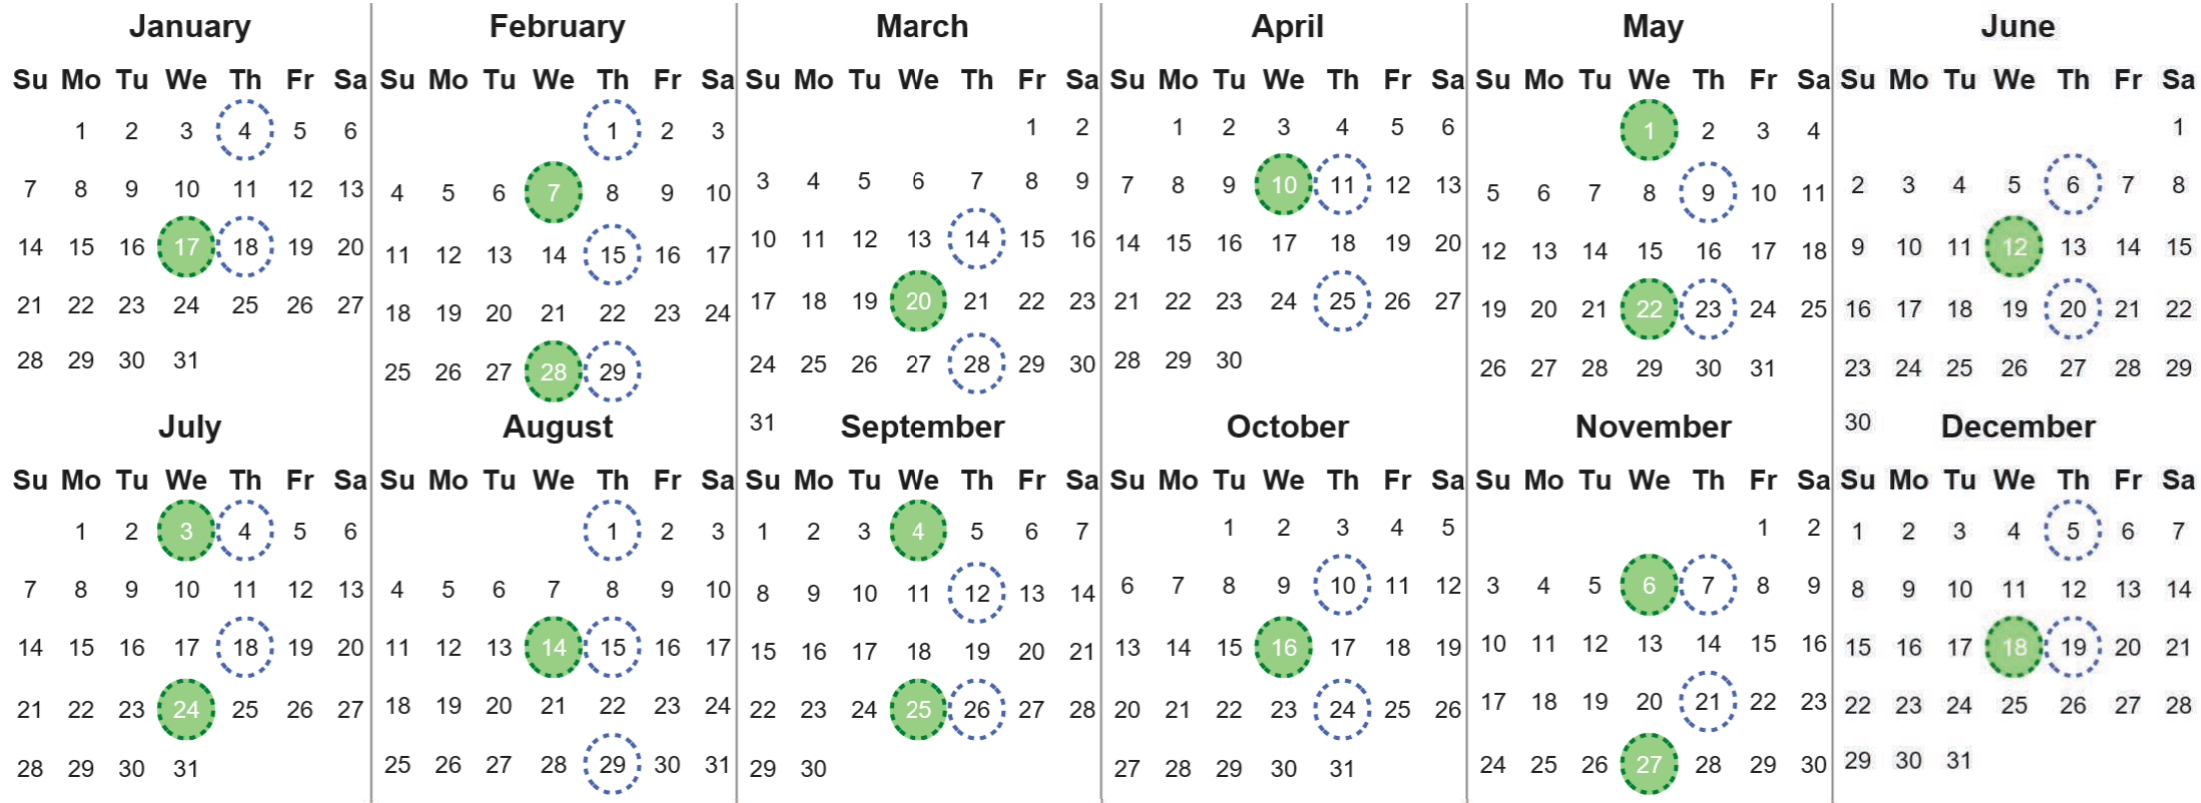 January February March April May June
Su Mo Tu We Th Fr Sa Su Mo Tu We Th Fr Sa Su Mo Tu We Th Fr Sa Su Mo Tu We Th Fr Sa Su Mo Tu We Th Fr Sa Su Mo Tu We Th Fr Sa
1 2 3 4 5 6 1 2 3 1 2 1 2 3 4 5 6 1 2 3 4 1
7 8 9 10 11 12 13 4 5 6 7 8 9 10 3 4 5 6 7 8 9 7 8 9 10 11 12 13 5 6 7 8 9 10 11 2 3 4 5 6 7 8
14 15 16 17 18 19 20 11 12 13 14 15 16 17 10 11 12 13 14 15 16 14 15 16 17 18 19 20 12 13 14 15 16 17 18 9 10 11 12 13 14 15
21 22 23 24 25 26 27 18 19 20 21 22 23 24 17 18 19 20 21 22 23 21 22 23 24 25 26 27 19 20 21 22 23 24 25 16 17 18 19 20 21 22
28 29 30 31 25 26 27 28 29 24 25 26 27 28 29 30 28 29 30 26 27 28 29 30 31 23 24 25 26 27 28 29
31 30
July August September October November December
Su Mo Tu We Th Fr Sa Su Mo Tu We Th Fr Sa Su Mo Tu We Th Fr Sa Su Mo Tu We Th Fr Sa Su Mo Tu We Th Fr Sa Su Mo Tu We Th Fr Sa
1 2 3 4 5 6 1 2 3 1 2 3 4 5 6 7 1 2 3 4 5 1 2 1 2 3 4 5 6 7
7 8 9 10 11 12 13 4 5 6 7 8 9 10 8 9 10 11 12 13 14 6 7 8 9 10 11 12 3 4 5 6 7 8 9 8 9 10 11 12 13 14
14 15 16 17 18 19 20 11 12 13 14 15 16 17 15 16 17 18 19 20 21 13 14 15 16 17 18 19 10 11 12 13 14 15 16 15 16 17 18 19 20 21
21 22 23 24 25 26 27 18 19 20 21 22 23 24 22 23 24 25 26 27 28 20 21 22 23 24 25 26 17 18 19 20 21 22 23 22 23 24 25 26 27 28
28 29 30 31 25 26 27 28 29 30 31 29 30 27 28 29 30 31 24 25 26 27 28 29 30 29 30 31